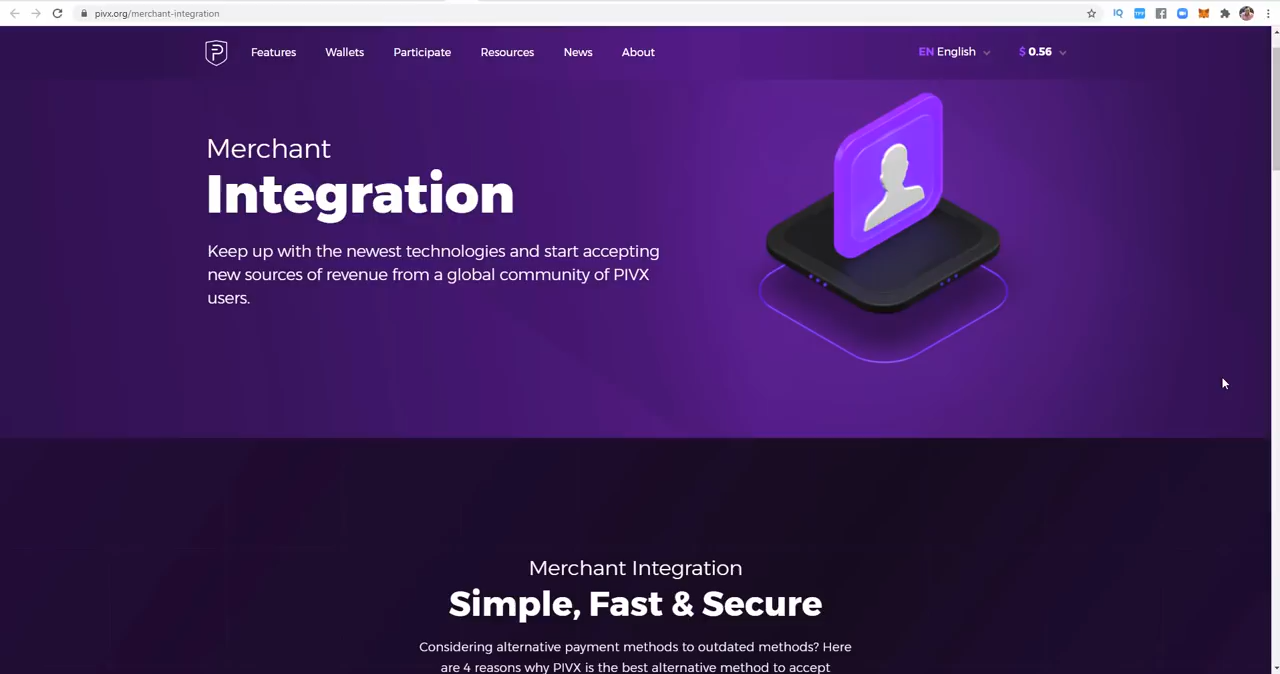 pivx.org/merchant-integration
IQ
Features Wallets Participate Resources News About EN English $ 0.56
Merchant
Integration
Keep up with the newest technologies and start accepting
new sources of revenue from a global community of PIVX
users.
Merchant Integration
Simple, Fast & Secure
Considering alternative payment methods to outdated methods? Here
are 4 reasons why PIVX is the best alternative method to accept